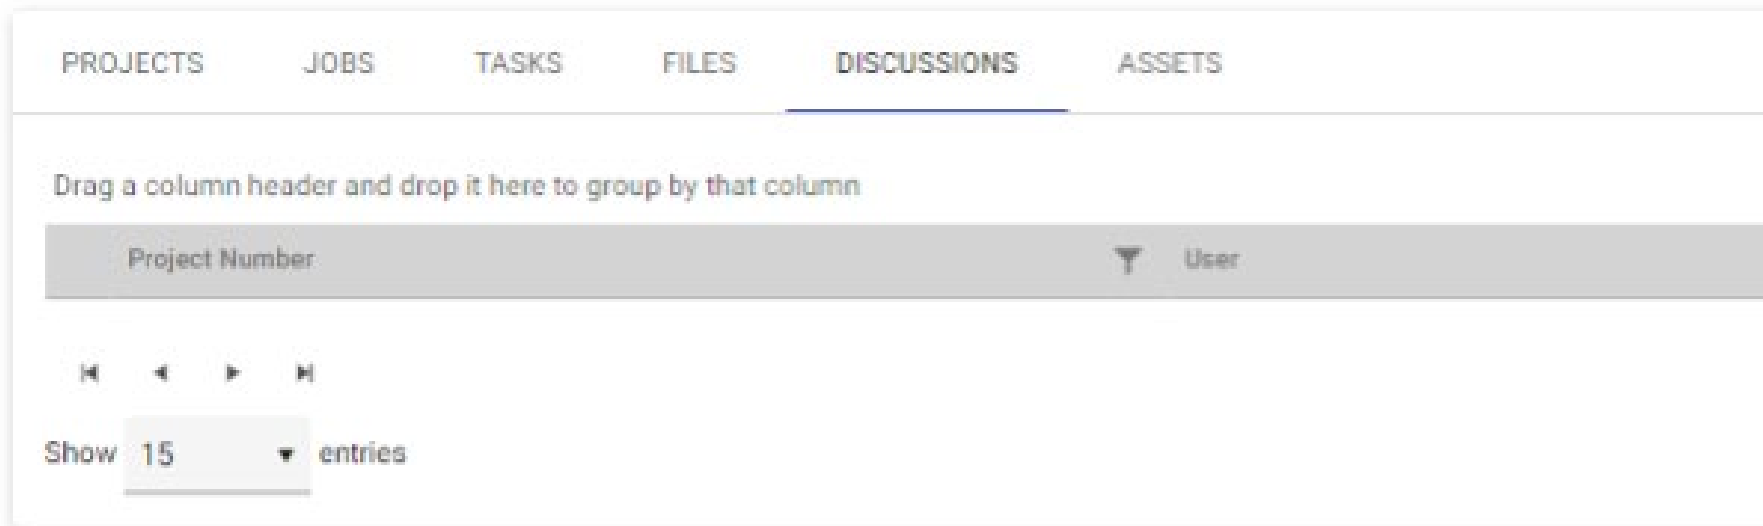 PROJECTS JOBS TASKS FILES DISCUSSIONS ASSETS
Drag a column header and drop it here to group by that column
Project Number User
Show 15 entries